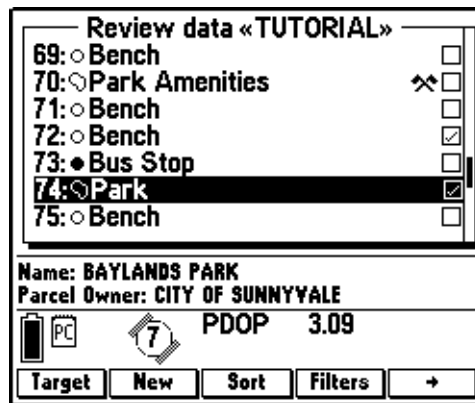 Review data «TUTORIAL»
69: Bench
70: Park Amenities
71: Bench
72: Bench
73: Bus Stop
74: Park
75: Bench
Name: BAYLANDS PARK
Parcel Owner: CITY OF SUNNYVALE
PC 7 PDOP 3.09
Target New Sort Filters →